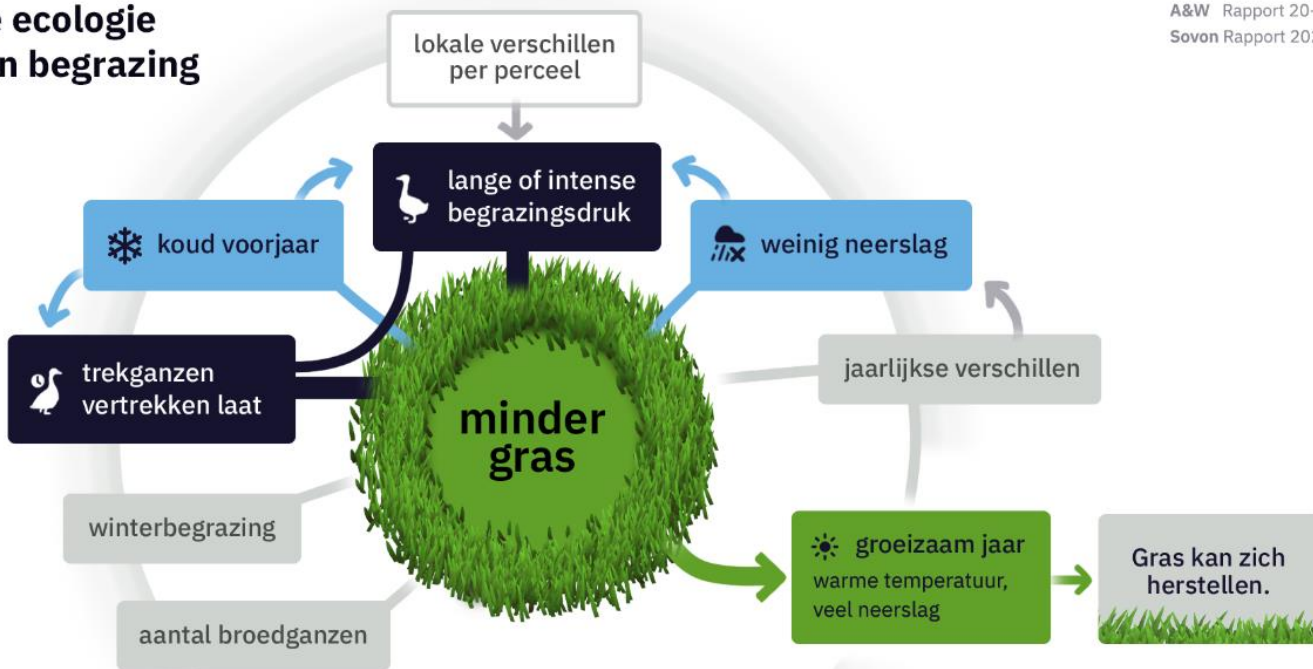 e ecologie
n begrazing
A&W Rapport 20-
Sovon Rapport 20
lokale verschillen
per perceel
lange of intense
begrazingsdruk
koud voorjaar
weinig neerslag
trekganzen
vertrekken laat
jaarlijkse verschillen
minder
gras
winterbegrazing
groeizaam jaar
warme temperatuur,
veel neerslag
Gras kan zich
herstellen.
aantal broedganzen